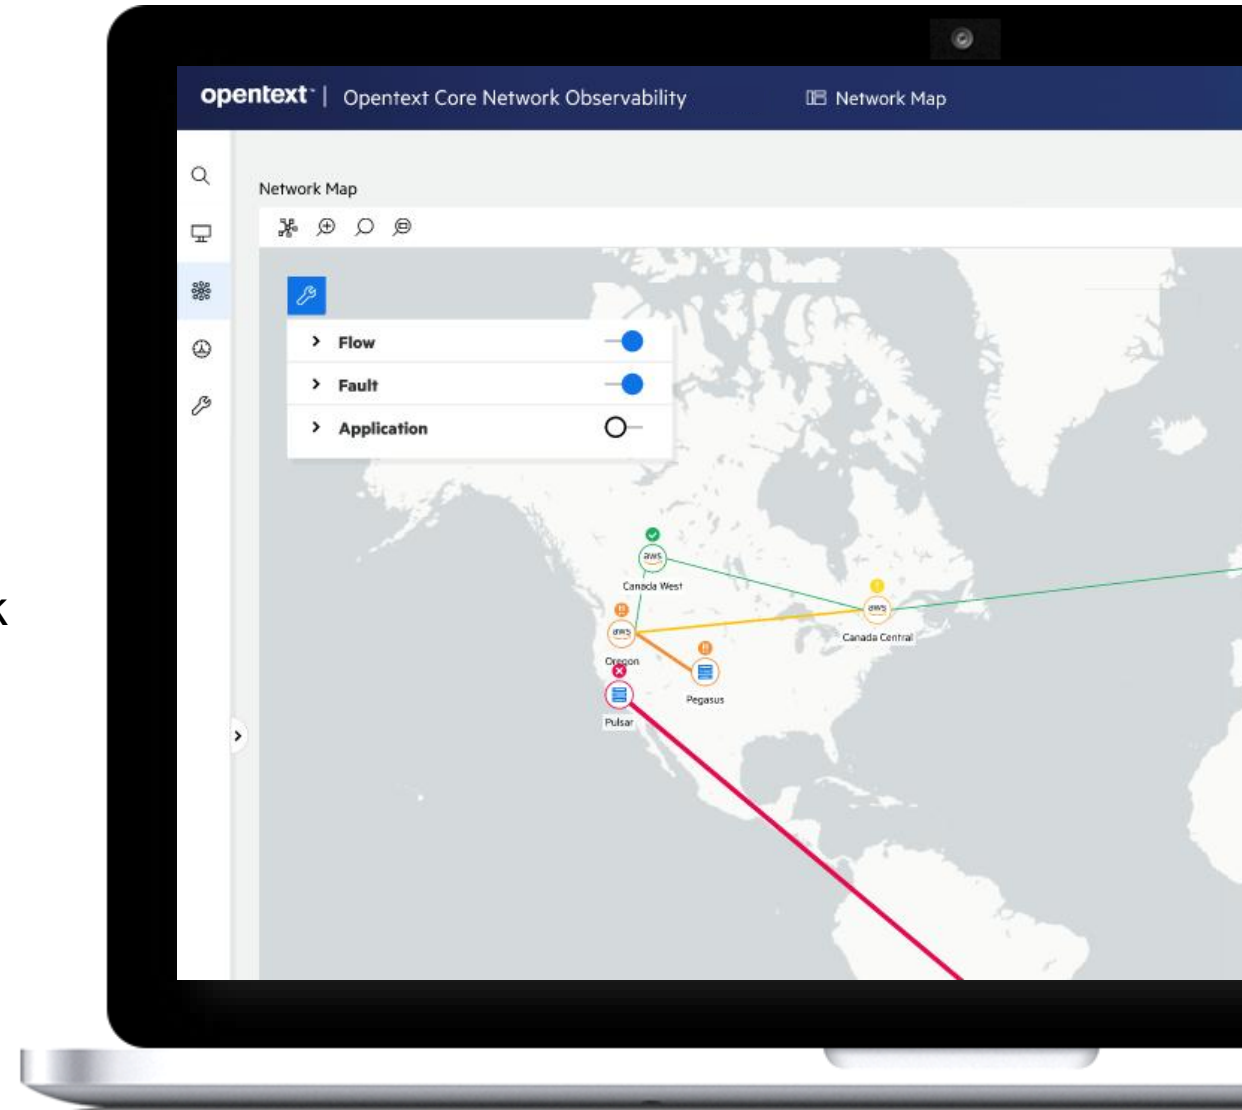 opentext™ | Opentext Core Network Observability
Network Map
Network Map
Flow
Fault
Application
aws
Canada West
aws
Canada Central
aws
Oregon
Pegasus
Pulsar
k